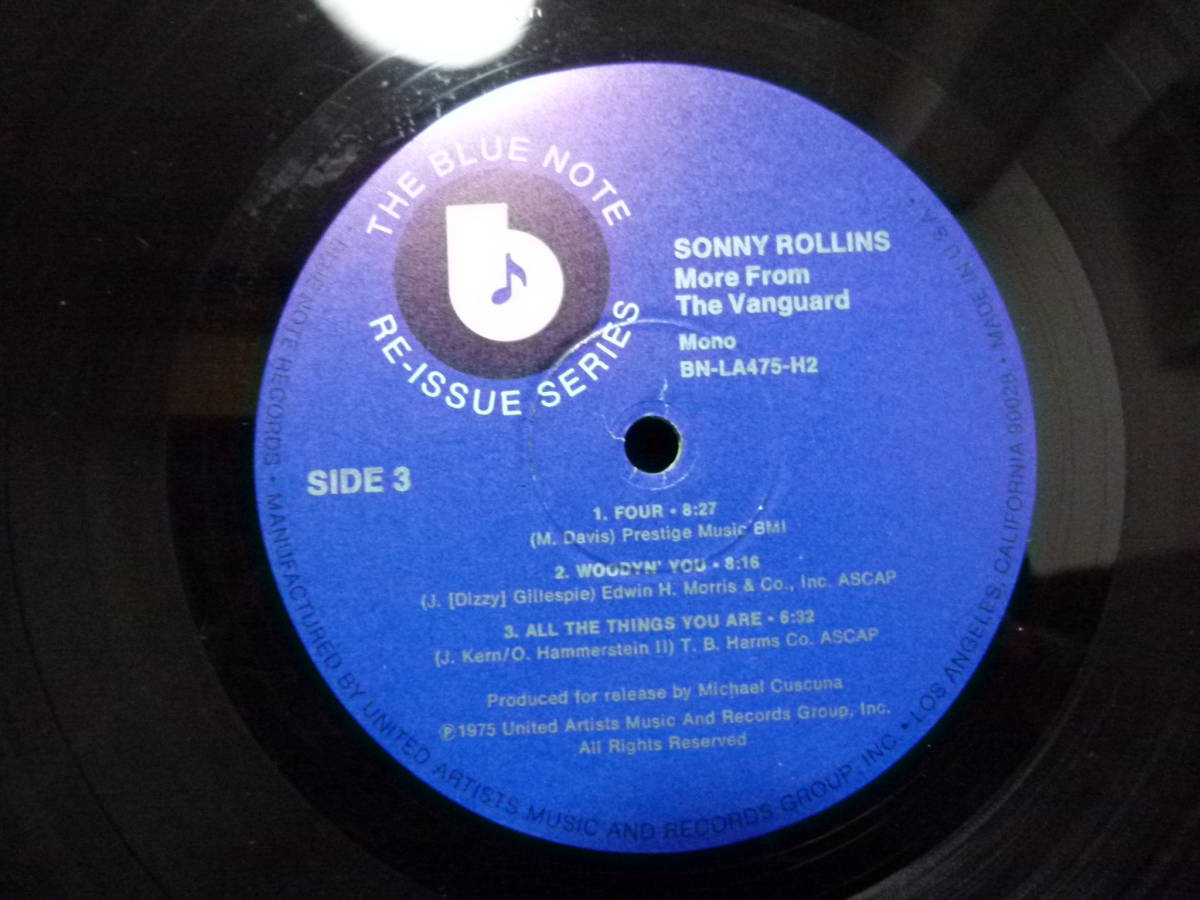 THE BLUE NOTE
RE-ISSUE SERIES
SONNY ROLLINS
More From
The Vanguard
Mono
BN-LA475-H2
SIDE 3
1. FOUR • 8:27
(M. Davis) Prestige Music BMI
2. WOODYN' YOU • 8:16
(J. [Dizzy] Gillespie) Edwin H. Morris & Co., Inc. ASCAP
3. ALL THE THINGS YOU ARE • 6:32
(J. Kern/O. Hammerstein II) T. B. Harms Co. ASCAP
Produced for release by Michael Cuscuna
℗1975 United Artists Music And Records Group, Inc.
All Rights Reserved
BLUE NOTE RECORDS • MANUFACTURED BY UNITED ARTISTS MUSIC AND RECORDS GROUP, INC. • LOS ANGELES, CALIFORNIA 90028 • MADE IN U.S.A. •